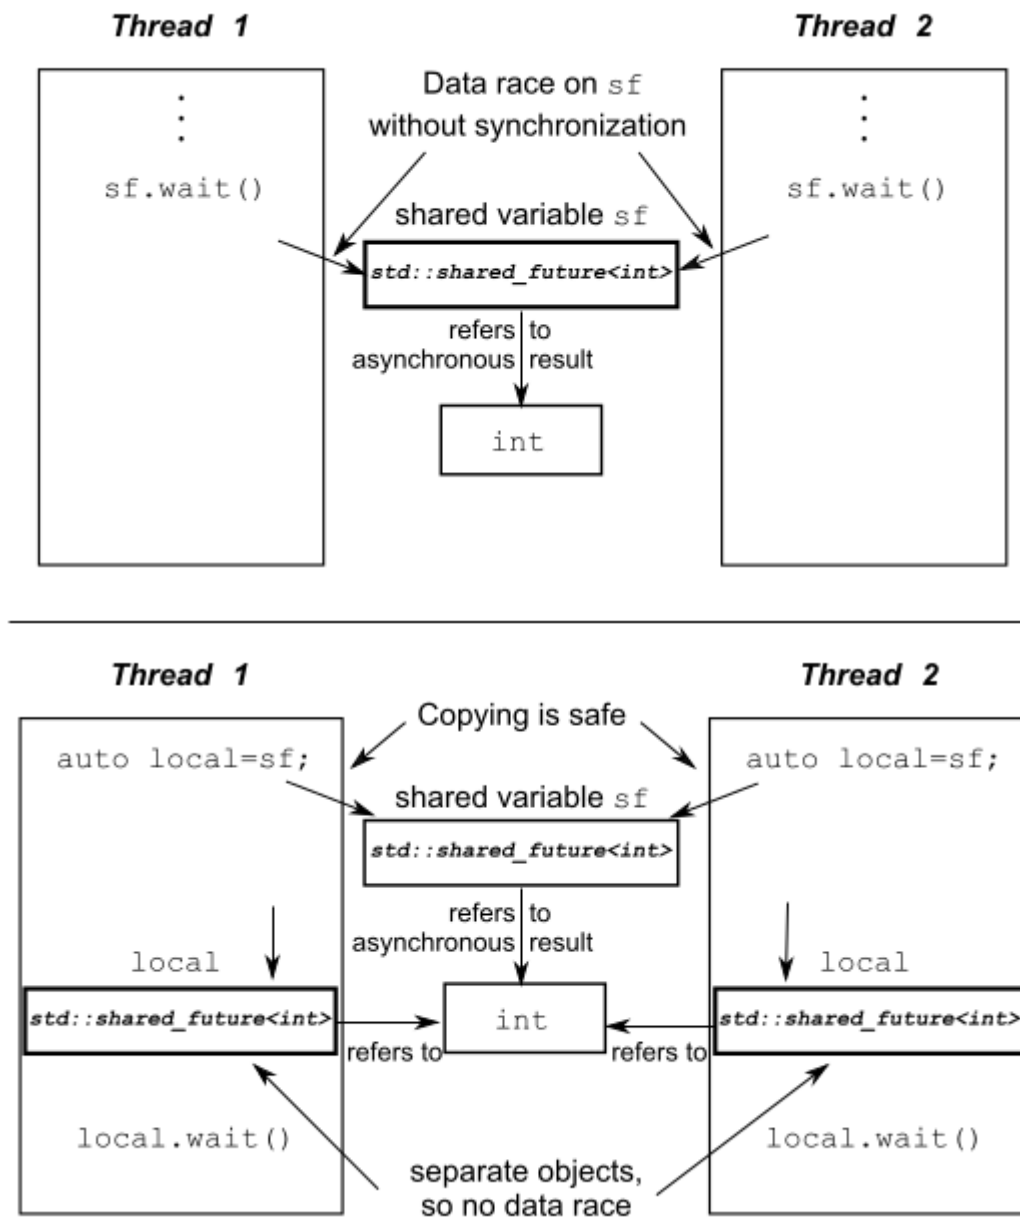 Thread 1
Thread 2
Data race on sf
without synchronization
sf.wait()
sf.wait()
shared variable sf
std::shared_future<int>
refers to
asynchronous result
int
Thread 1
Thread 2
Copying is safe
auto local=sf;
auto local=sf;
shared variable sf
std::shared_future<int>
refers to
asynchronous result
local
local
std::shared_future<int>
int
std::shared_future<int>
refers to
refers to
local.wait()
local.wait()
separate objects,
so no data race